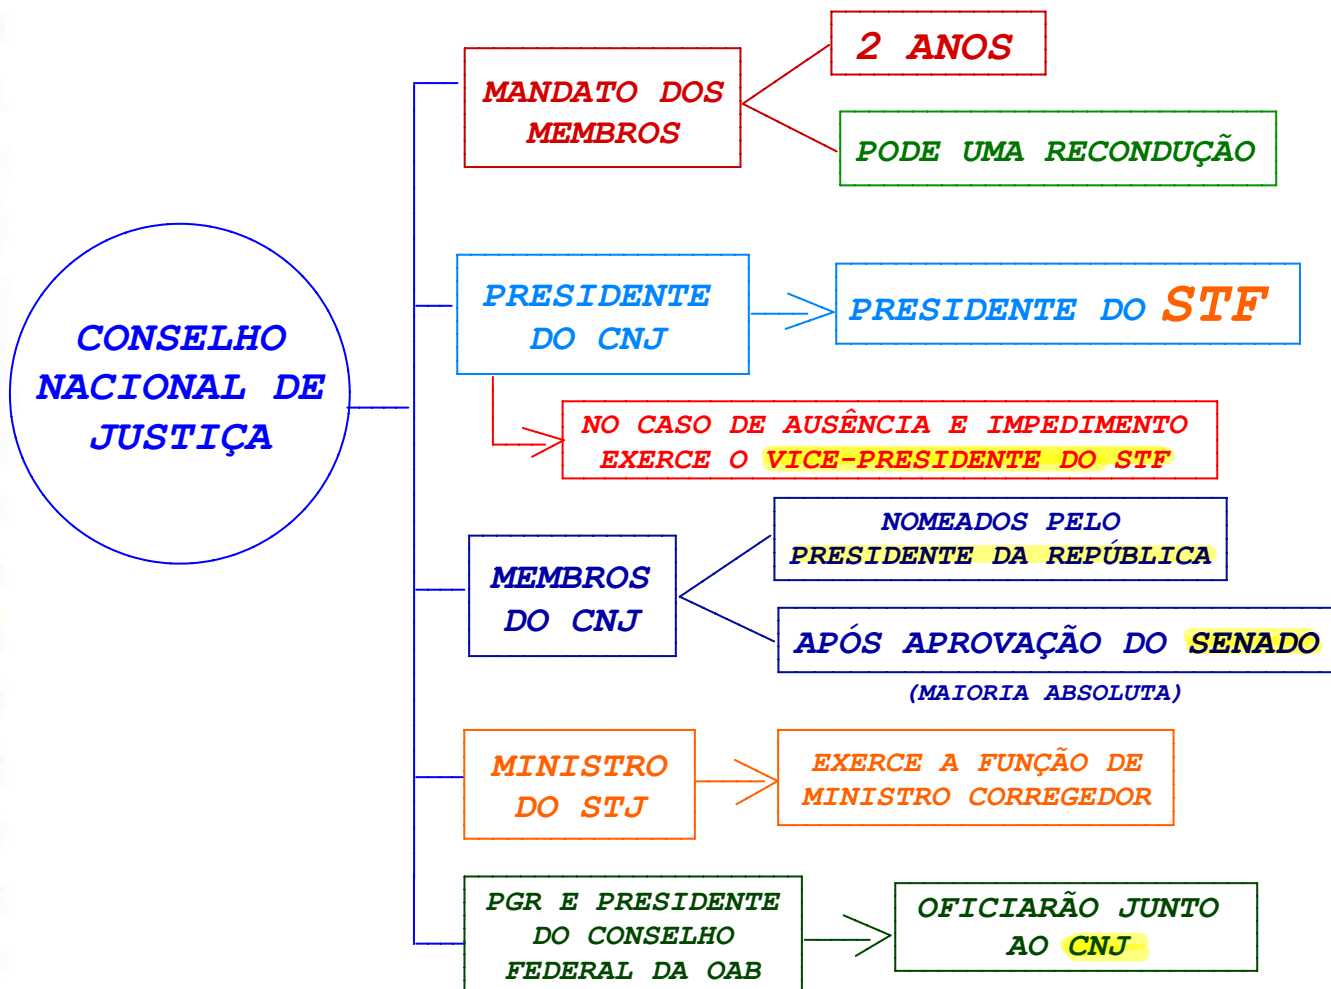 CONSELHO
NACIONAL DE
JUSTIÇA
MANDATO DOS
MEMBROS
2 ANOS
PODE UMA RECONDUÇÃO
PRESIDENTE
DO CNJ
PRESIDENTE DO STF
NO CASO DE AUSÊNCIA E IMPEDIMENTO
EXERCE O VICE-PRESIDENTE DO STF
MEMBROS
DO CNJ
NOMEADOS PELO
PRESIDENTE DA REPÚBLICA
APÓS APROVAÇÃO DO SENADO
(MAIORIA ABSOLUTA)
MINISTRO
DO STJ
EXERCE A FUNÇÃO DE
MINISTRO CORREGEDOR
PGR E PRESIDENTE
DO CONSELHO
FEDERAL DA OAB
OFICIARÃO JUNTO
AO CNJ